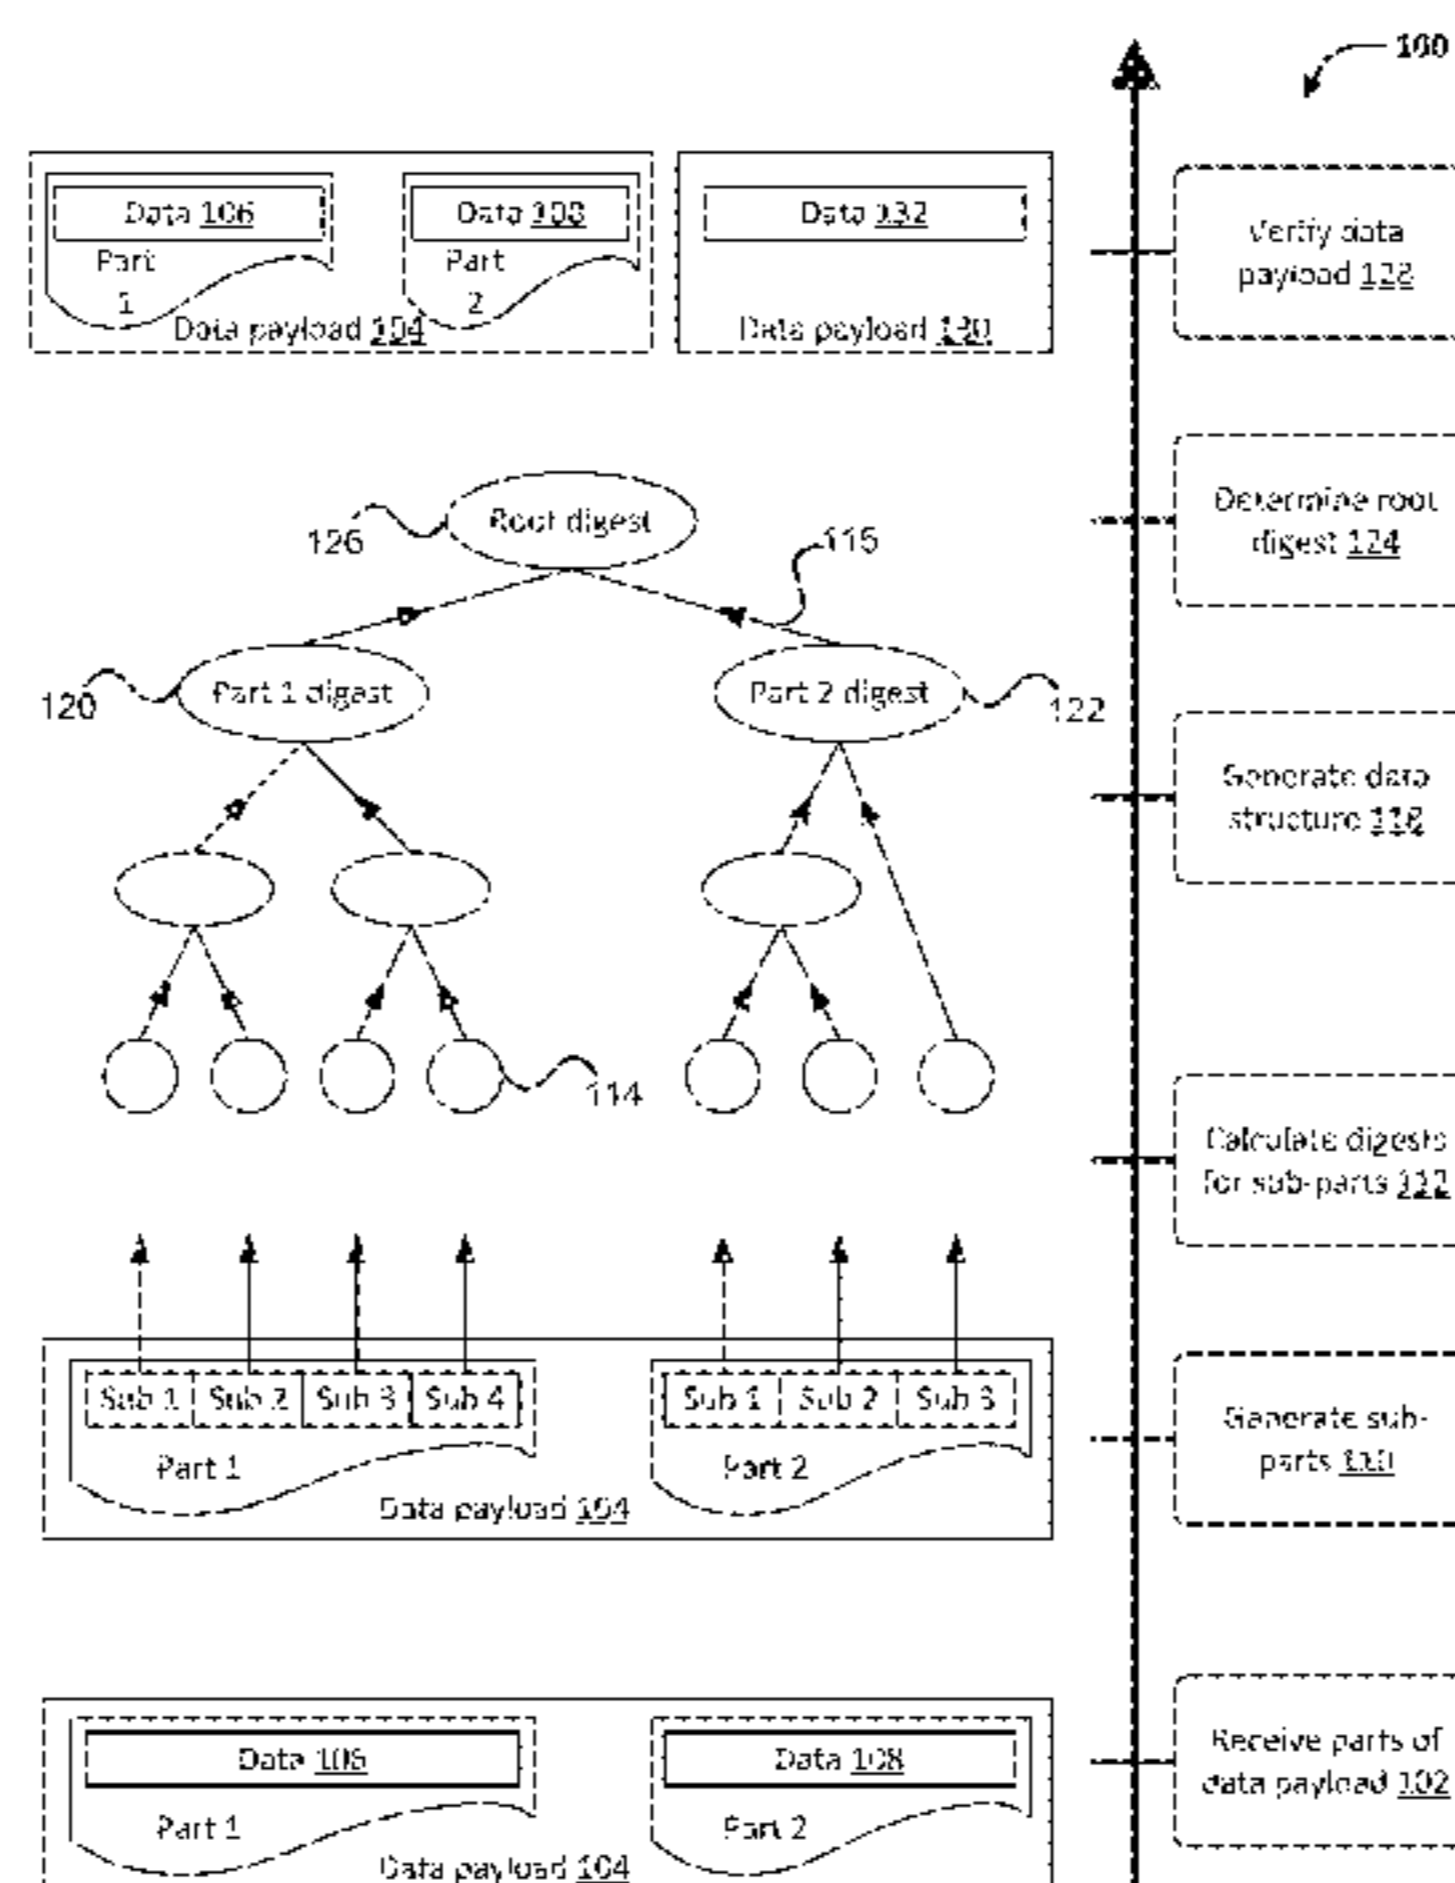 100
Data 106
Part
1
Data 108
Part
2
Data payload 104
Data 132
Data payload 130
Verify data
payload 128
Root digest
126
116
Determine root
digest 124
Part 1 digest
120
Part 2 digest
122
Generate data
structure 118
114
Calculate digests
for sub-parts 112
Sub 1 Sub 2 Sub 3 Sub 4
Part 1
Sub 1 Sub 2 Sub 3
Part 2
Data payload 104
Generate sub-
parts 110
Data 106
Part 1
Data 108
Part 2
Data payload 104
Receive parts of
data payload 102